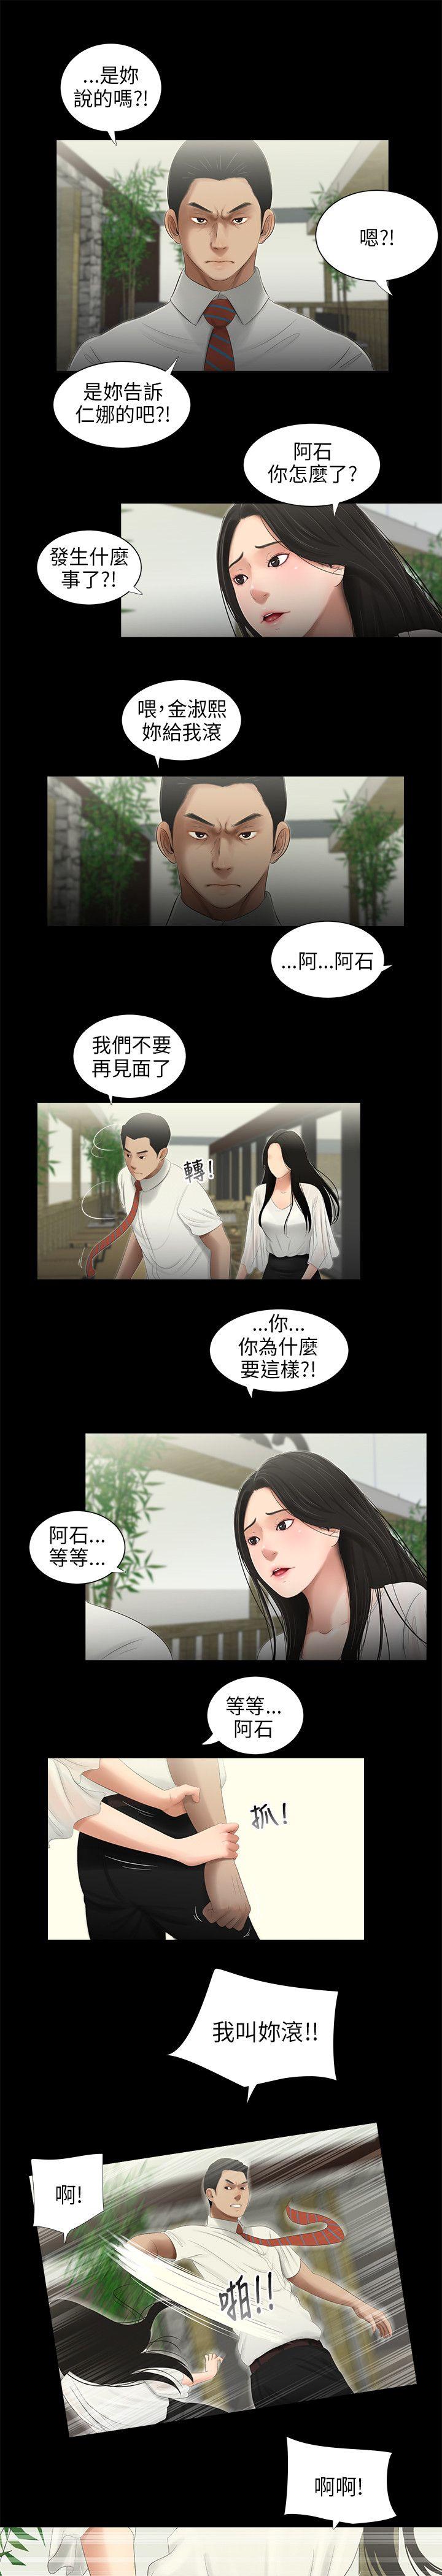 ...是妳
說的嗎?!
嗯?!
是妳告訴
仁娜的吧?!
阿石
你怎麼了?
發生什麼
事了?!
喂，金淑熙
妳給我滾
...阿...阿石
我們不要
再見面了
轉!
...你...
你為什麼
要這樣?!
阿石...
等等...
等等...
阿石
抓!
我叫妳滾!!
啊!
啪!!
啊啊!